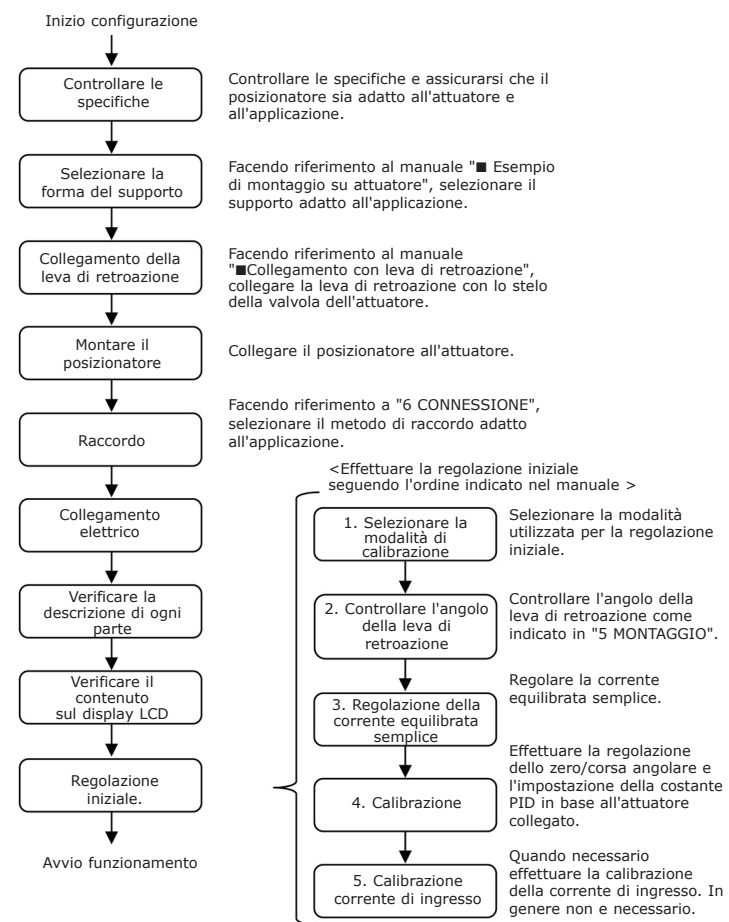 Inizio configurazione
Controllare le
specifiche
Controllare le specifiche e assicurarsi che il
posizionatore sia adatto all'attuatore e
all'applicazione.
Selezionare la
forma del supporto
Facendo riferimento al manuale "■ Esempio
di montaggio su attuatore", selezionare il
supporto adatto all'applicazione.
Collegamento della
leva di retroazione
Facendo riferimento al manuale
"■Collegamento con leva di retroazione",
collegare la leva di retroazione con lo stelo
della valvola dell'attuatore.
Montare il
posizionatore
Collegare il posizionatore all'attuatore.
Raccordo
Facendo riferimento a "6 CONNESSIONE",
selezionare il metodo di raccordo adatto
all'applicazione.
Collegamento
elettrico
Verificare la
descrizione di ogni
parte
Verificare il
contenuto
sul display LCD
Regolazione
iniziale.
Avvio funzionamento
<Effettuare la regolazione iniziale
seguendo l'ordine indicato nel manuale >
1. Selezionare la
modalità di
calibrazione
Selezionare la modalità
utilizzata per la regolazione
iniziale.
2. Controllare l'angolo
della leva di
retroazione
Controllare l'angolo della
leva di retroazione come
indicato in "5 MONTAGGIO".
3. Regolazione della
corrente equilibrata
semplice
Regolare la corrente
equilibrata semplice.
4. Calibrazione
Effettuare la regolazione
dello zero/corsa angolare e
l'impostazione della costante
PID in base all'attuatore
collegato.
5. Calibrazione
corrente di ingresso
Quando necessario
effettuare la calibrazione
della corrente di ingresso. In
genere non e necessario.